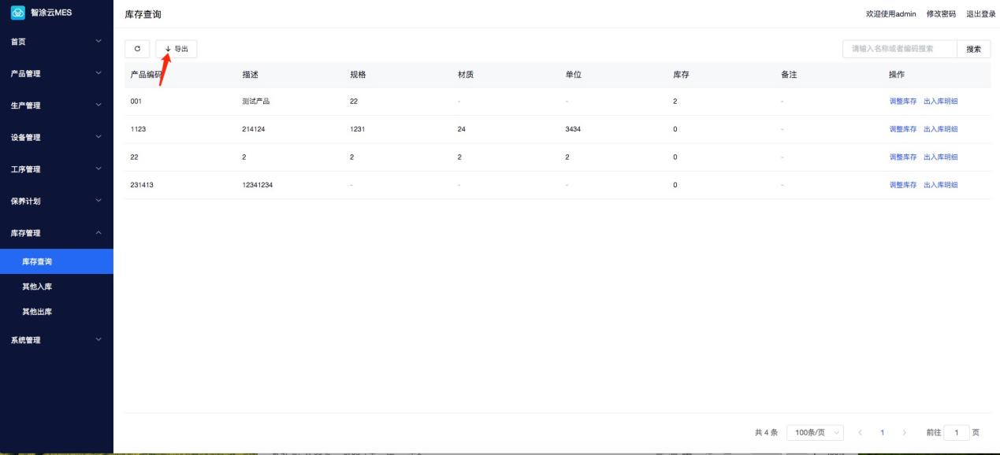 智涂云MES
库存查询
欢迎使用admin 修改密码 退出登录
首页
产品管理
生产管理
设备管理
工序管理
保养计划
库存管理
库存查询
其他入库
其他出库
系统管理
导出
请输入名称或者编码搜索 搜索
产品编码 描述 规格 材质 单位 库存 备注 操作
001 测试产品 22 - - 2 - 调整库存 出入库明细
1123 214124 1231 24 3434 0 - 调整库存 出入库明细
22 2 2 2 2 0 - 调整库存 出入库明细
231413 12341234 - - - 0 - 调整库存 出入库明细
共 4 条 100条/页 1 前往 1 页